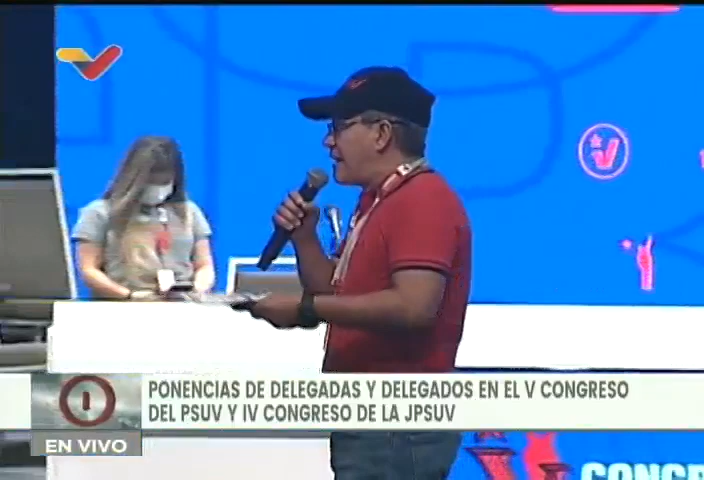 PONENCIAS DE DELEGADAS Y DELEGADOS EN EL V CONGRESO
DEL PSUV Y IV CONGRESO DE LA JPSUV
EN VIVO
CONGR